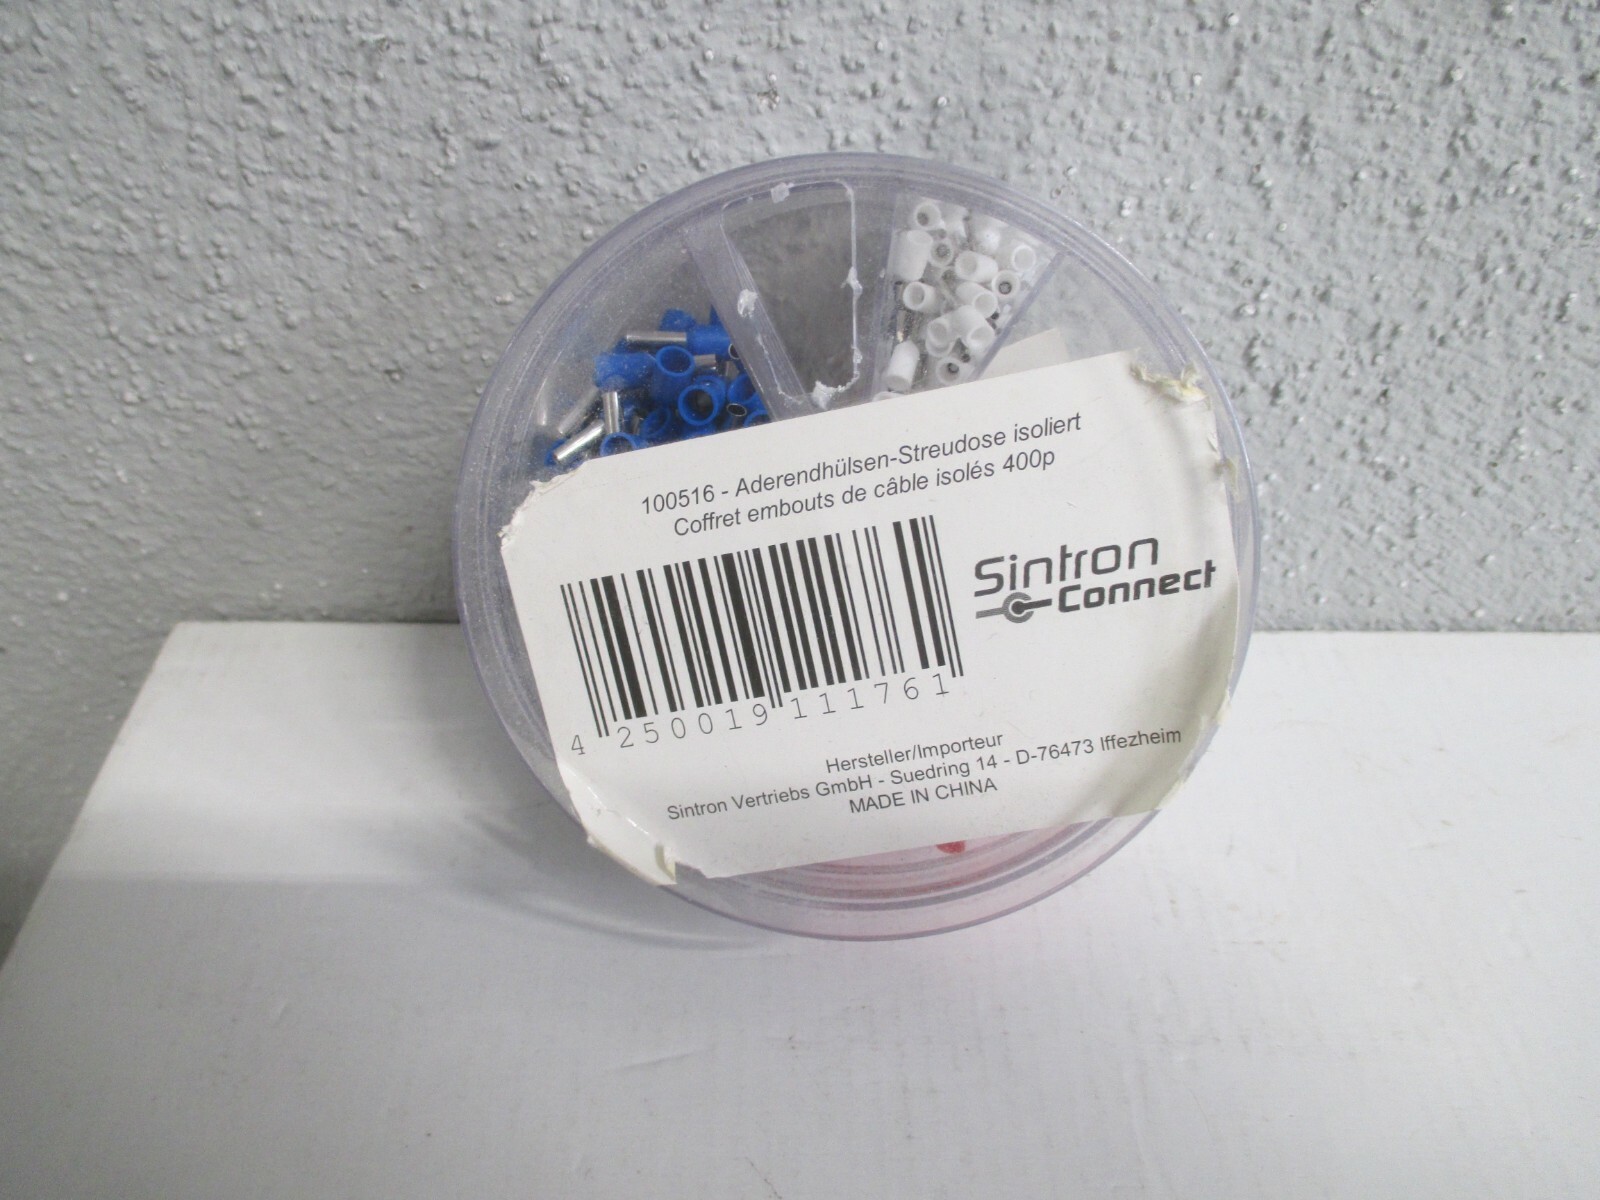 100516 - Aderendhülsen-Streudose isoliert
Coffret embouts de câble isolés 400p
Sintron
Connect
4 250019 111761
Hersteller/Importeur
Sintron Vertriebs GmbH - Suedring 14 - D-76473 Iffezheim
MADE IN CHINA